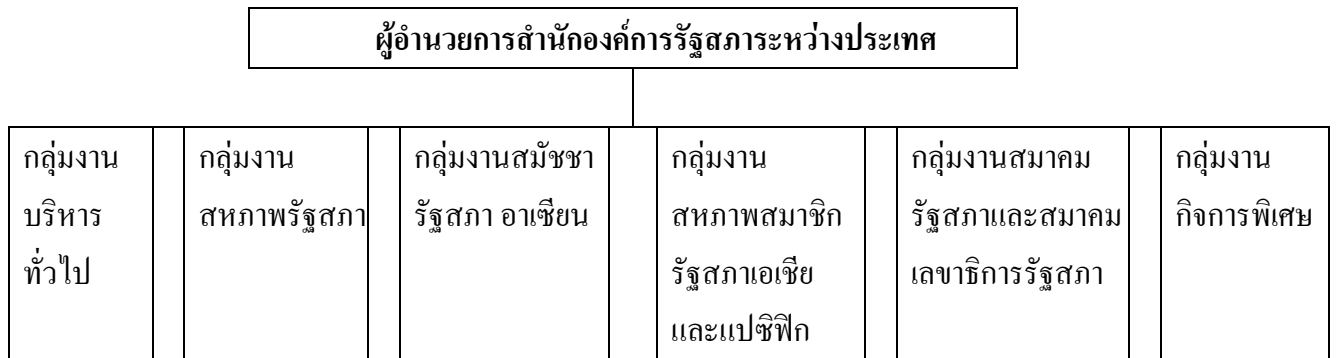 ผู้อำนวยการสำนักองค์การรัฐสภาระหว่างประเทศ
กลุ่มงาน
บริหาร
ทั่วไป
กลุ่มงาน
สหภาพรัฐสภา
กลุ่มงานสมัชชา
รัฐสภา อาเซียน
กลุ่มงาน
สหภาพสมาชิก
รัฐสภาเอเชีย
และแปซิฟิก
กลุ่มงานสมาคม
รัฐสภาและสมาคม
เลขาธิการรัฐสภา
กลุ่มงาน
กิจการพิเศษ